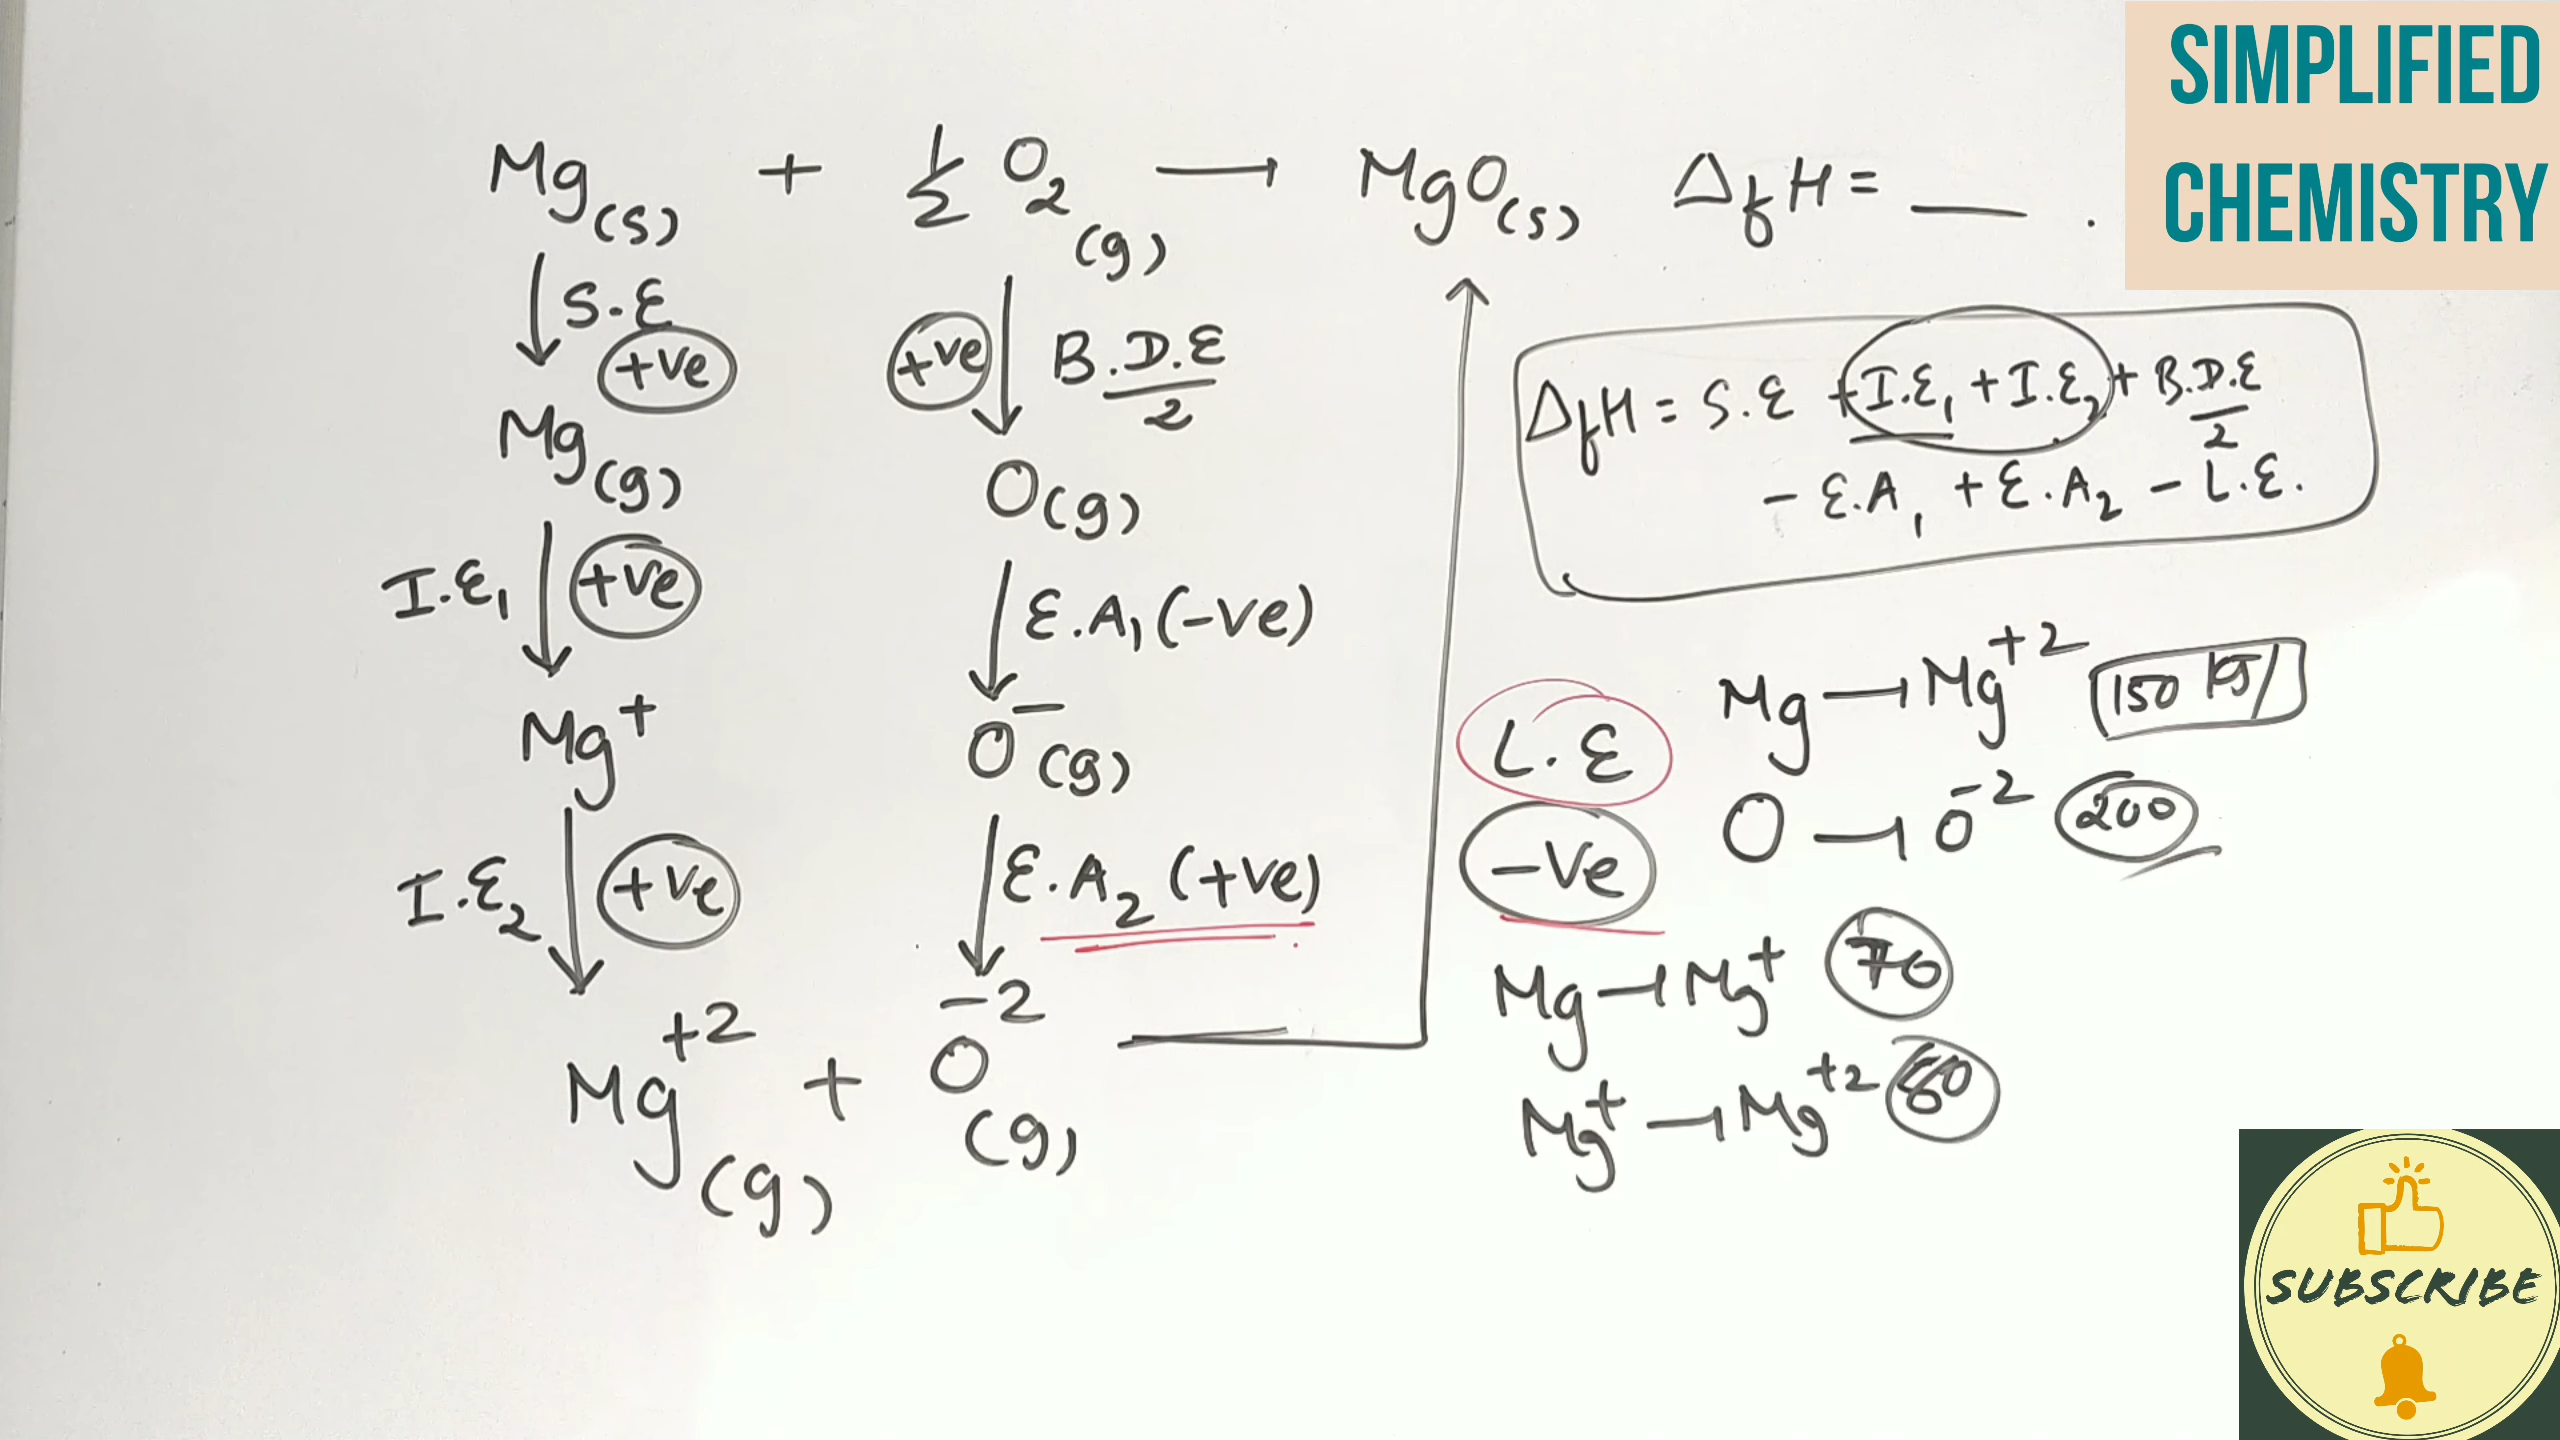 SIMPLIFIED
CHEMISTRY
Mg(s) + 1/2 O₂(g) → MgO(s) ΔfH = ___ .
S.E
+ve
+ve
B.D.E/2
ΔfH = S.E + I.E₁ + I.E₂ + B.D.E/2
- E.A₁ + E.A₂ - L.E.
Mg(g)
O(g)
I.E₁
+ve
E.A₁ (-ve)
Mg → Mg⁺² 150 KJ/
L.E
Mg⁺
O⁻(g)
O → O⁻² 200
-ve
I.E₂
+ve
E.A₂ (+ve)
Mg → Mg⁺ 70
Mg⁺²(g) + O⁻²(g)
Mg⁺ → Mg⁺² 80
SUBSCRIBE